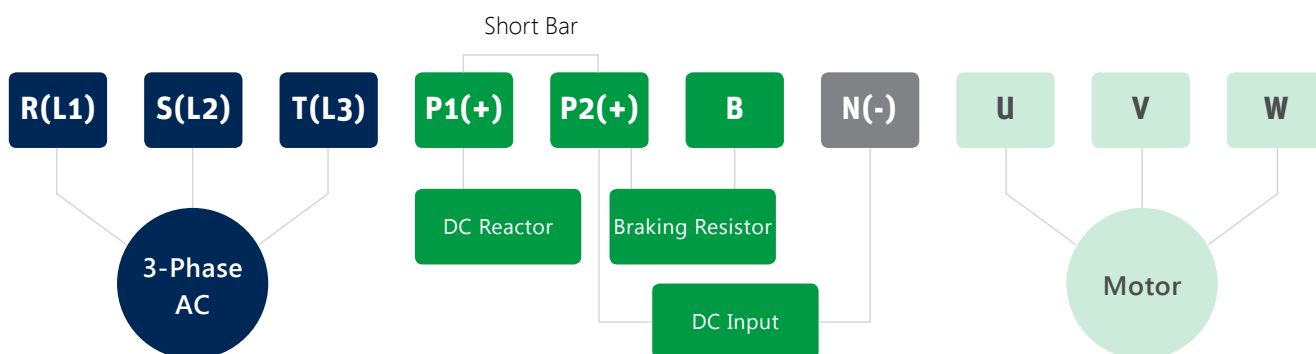 Short Bar
R(L1) S(L2) T(L3) P1(+) P2(+) B N(-) U V W
DC Reactor Braking Resistor
3-Phase
AC
Motor
DC Input